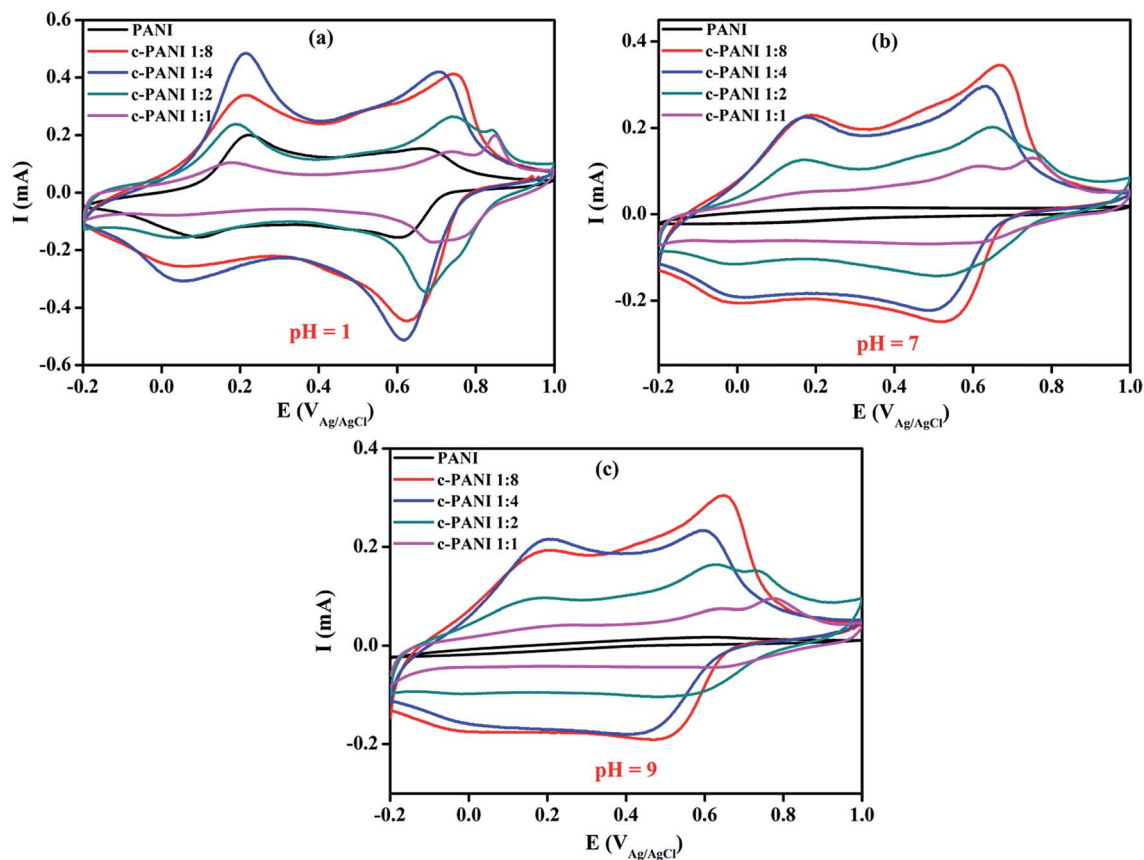 0.6
0.4
0.2
0.0
-0.2
-0.4
-0.6
I (mA)
PANI
c-PANI 1:8
c-PANI 1:4
c-PANI 1:2
c-PANI 1:1
(a)
pH = 1
-0.2 0.0 0.2 0.4 0.6 0.8 1.0
E (V Ag/AgCl)
0.4
0.2
0.0
-0.2
I (mA)
PANI
c-PANI 1:8
c-PANI 1:4
c-PANI 1:2
c-PANI 1:1
(b)
pH = 7
-0.2 0.0 0.2 0.4 0.6 0.8 1.0
E (V Ag/AgCl)
0.4
0.2
0.0
-0.2
I (mA)
PANI
c-PANI 1:8
c-PANI 1:4
c-PANI 1:2
c-PANI 1:1
(c)
pH = 9
-0.2 0.0 0.2 0.4 0.6 0.8 1.0
E (V Ag/AgCl)